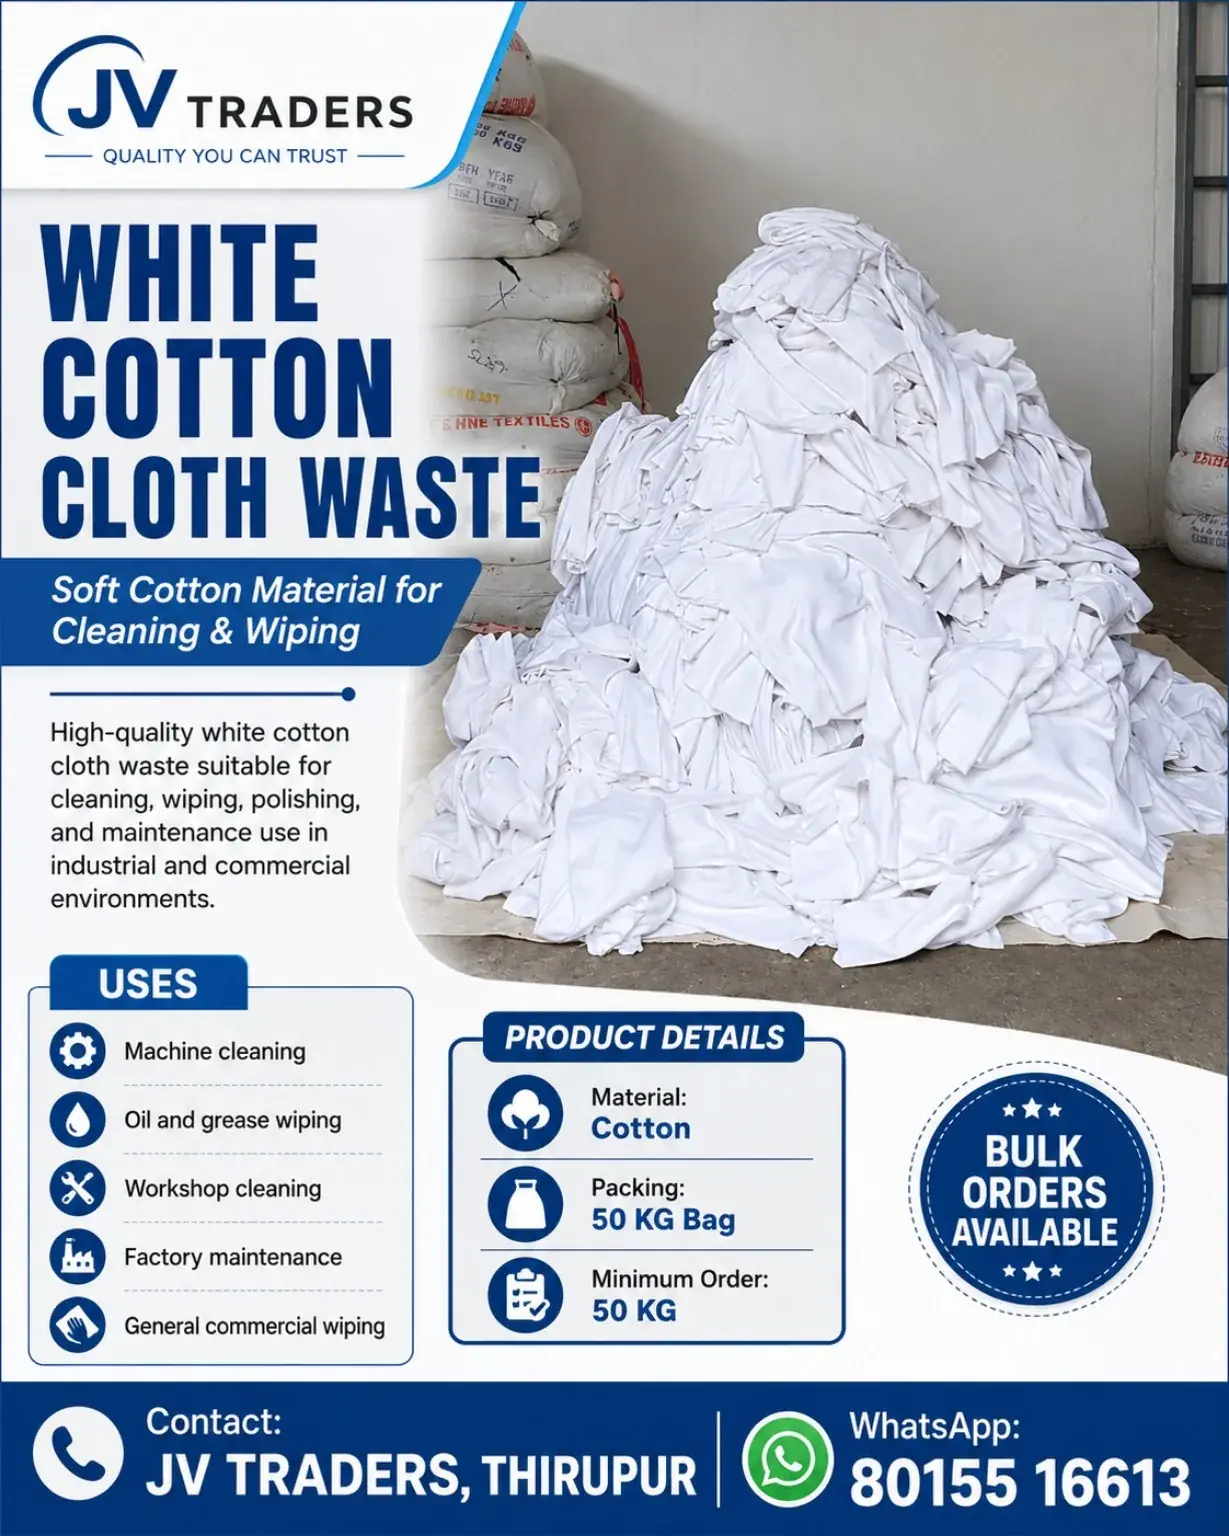 JV TRADERS
QUALITY YOU CAN TRUST
WHITE
COTTON
CLOTH WASTE
Soft Cotton Material for
Cleaning & Wiping
High-quality white cotton
cloth waste suitable for
cleaning, wiping, polishing,
and maintenance use in
industrial and commercial
environments.
K6S
HNE TEXTILES
USES
Machine cleaning
Oil and grease wiping
Workshop cleaning
Factory maintenance
General commercial wiping
PRODUCT DETAILS
Material:
Cotton
Packing:
50 KG Bag
Minimum Order:
50 KG
BULK
ORDERS
AVAILABLE
Contact:
JV TRADERS, THIRUPUR
WhatsApp:
80155 16613